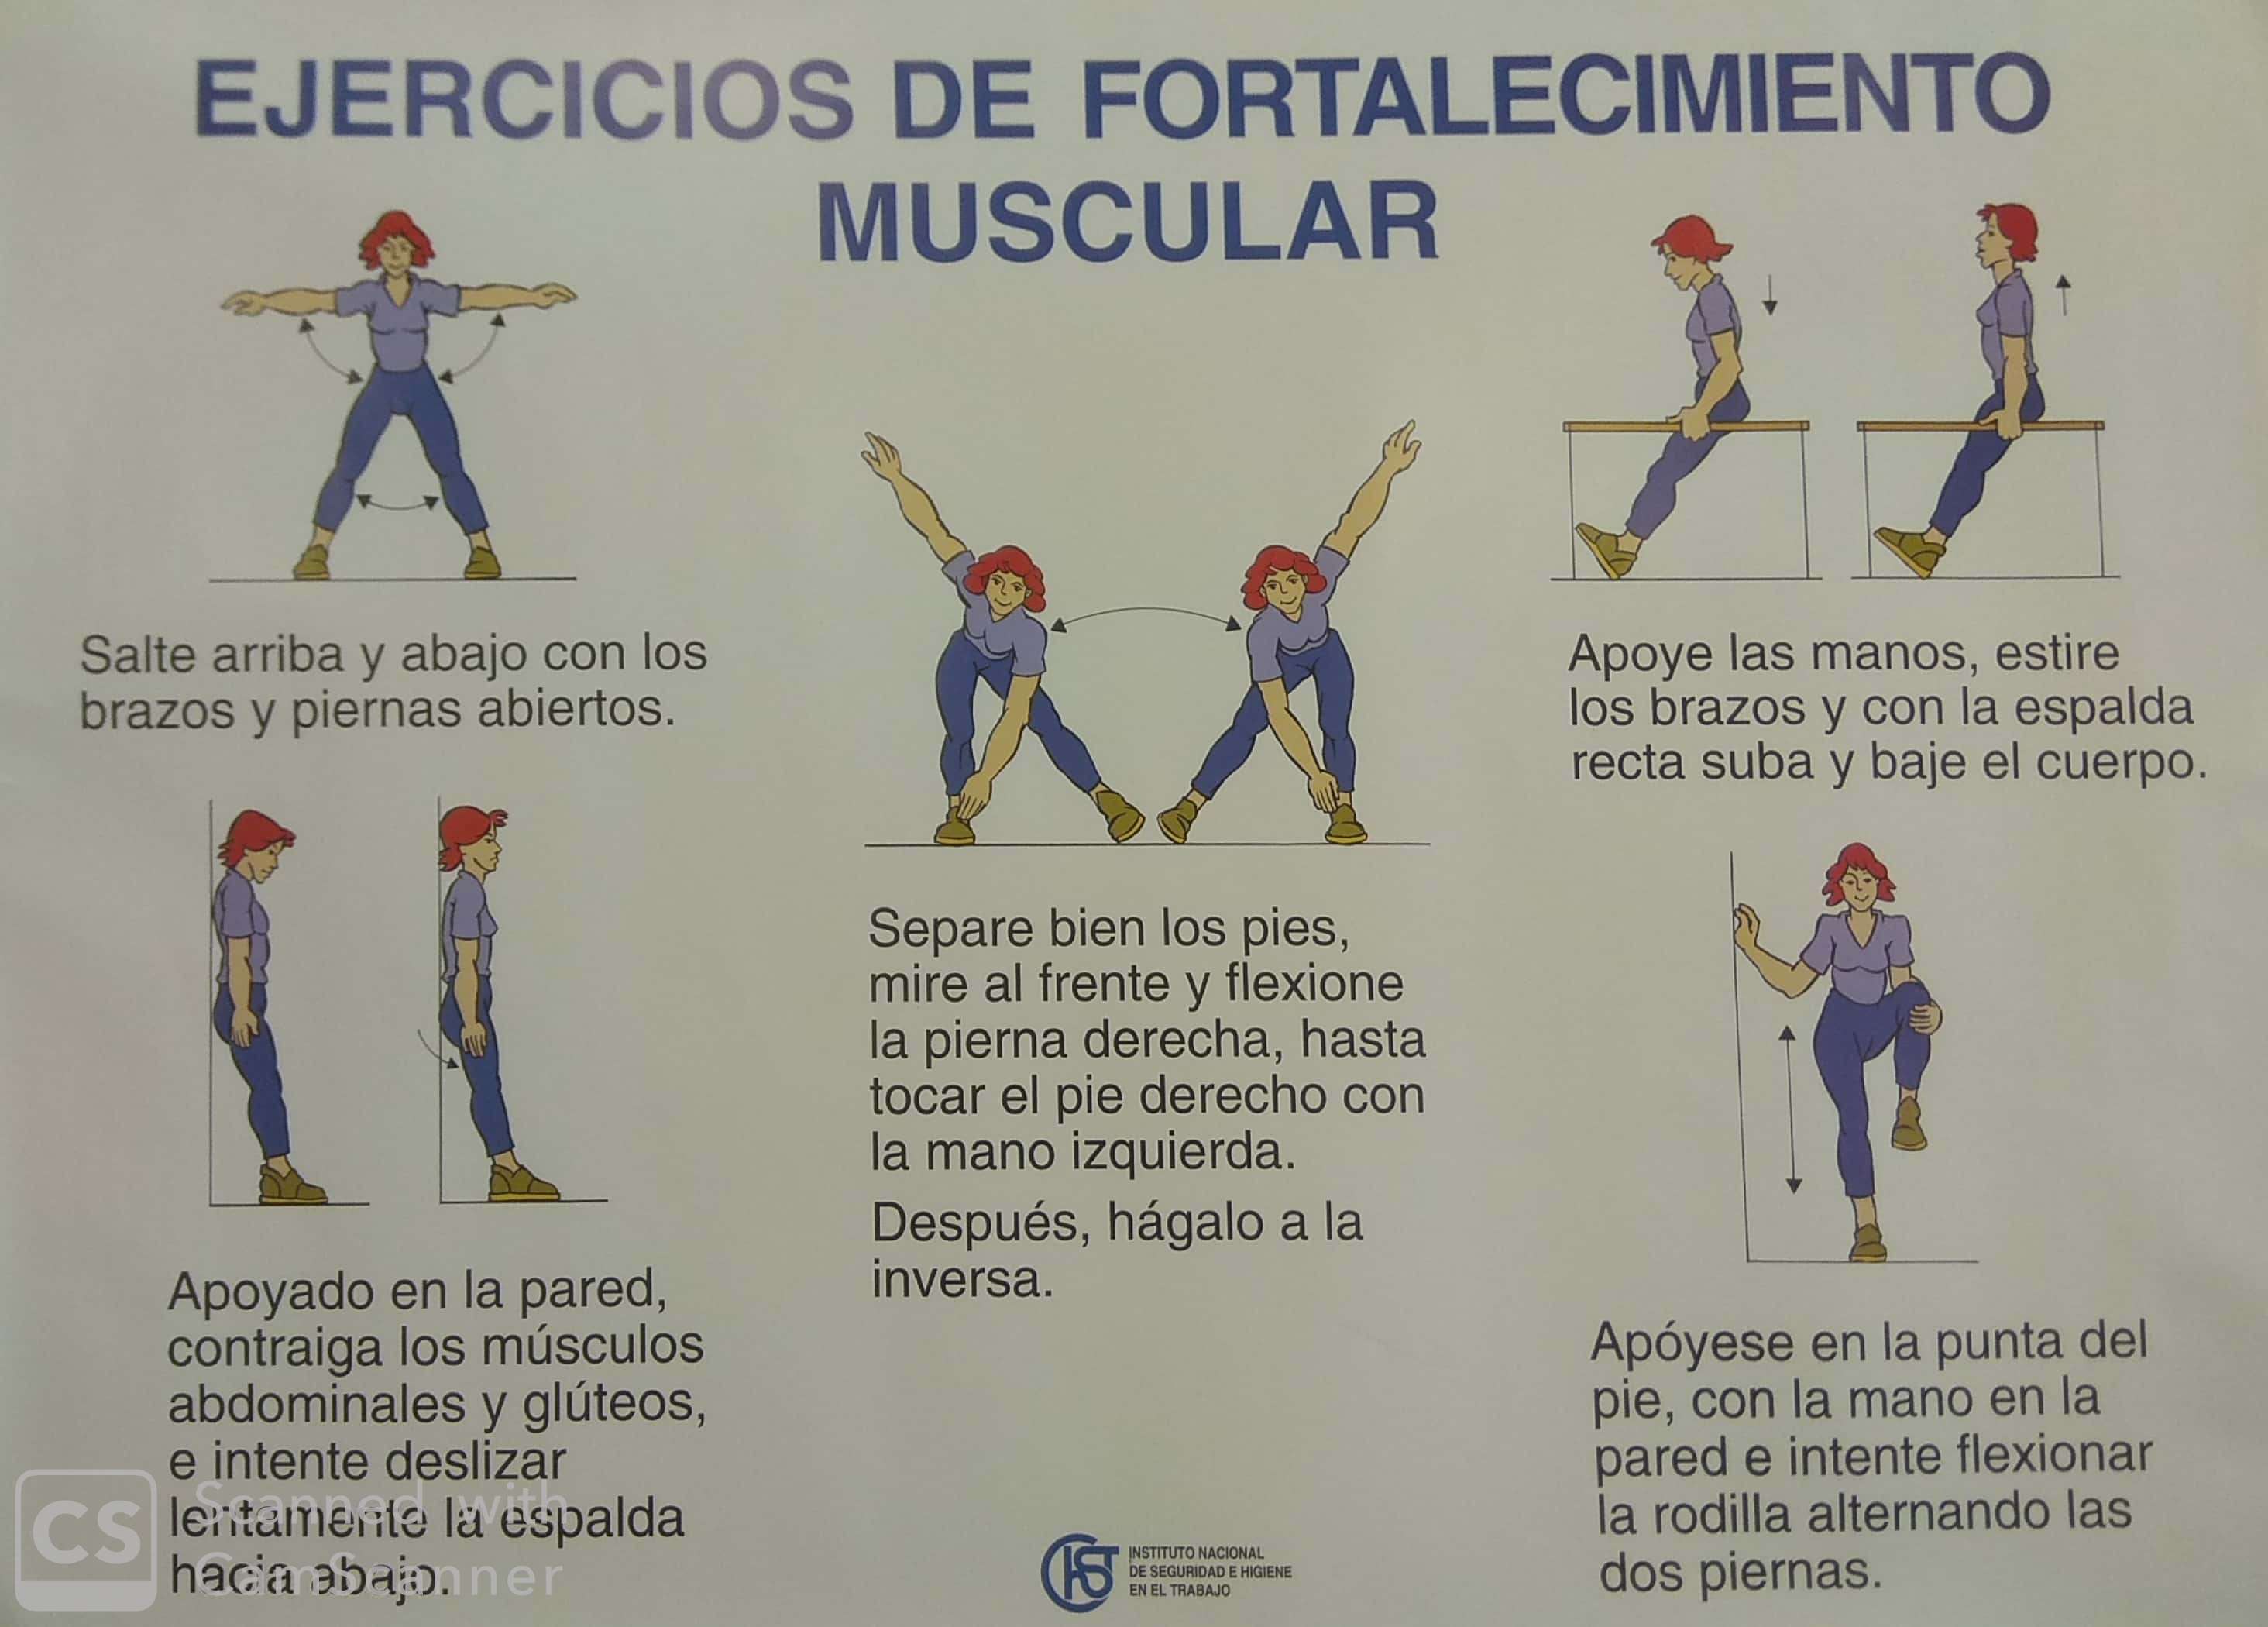 EJERCICIOS DE FORTALECIMIENTO
MUSCULAR
Salte arriba y abajo con los
brazos y piernas abiertos.
Apoyado en la pared,
contraiga los músculos
abdominales y glúteos,
e intente deslizar
lentamente la espalda
hacia abajo.
Separe bien los pies,
mire al frente y flexione
la pierna derecha, hasta
tocar el pie derecho con
la mano izquierda.
Después, hágalo a la
inversa.
Apoye las manos, estire
los brazos y con la espalda
recta suba y baje el cuerpo.
Apóyese en la punta del
pie, con la mano en la
pared e intente flexionar
la rodilla alternando las
dos piernas.
INSTITUTO NACIONAL
DE SEGURIDAD E HIGIENE
EN EL TRABAJO
CS
Scanned with
CamScanner